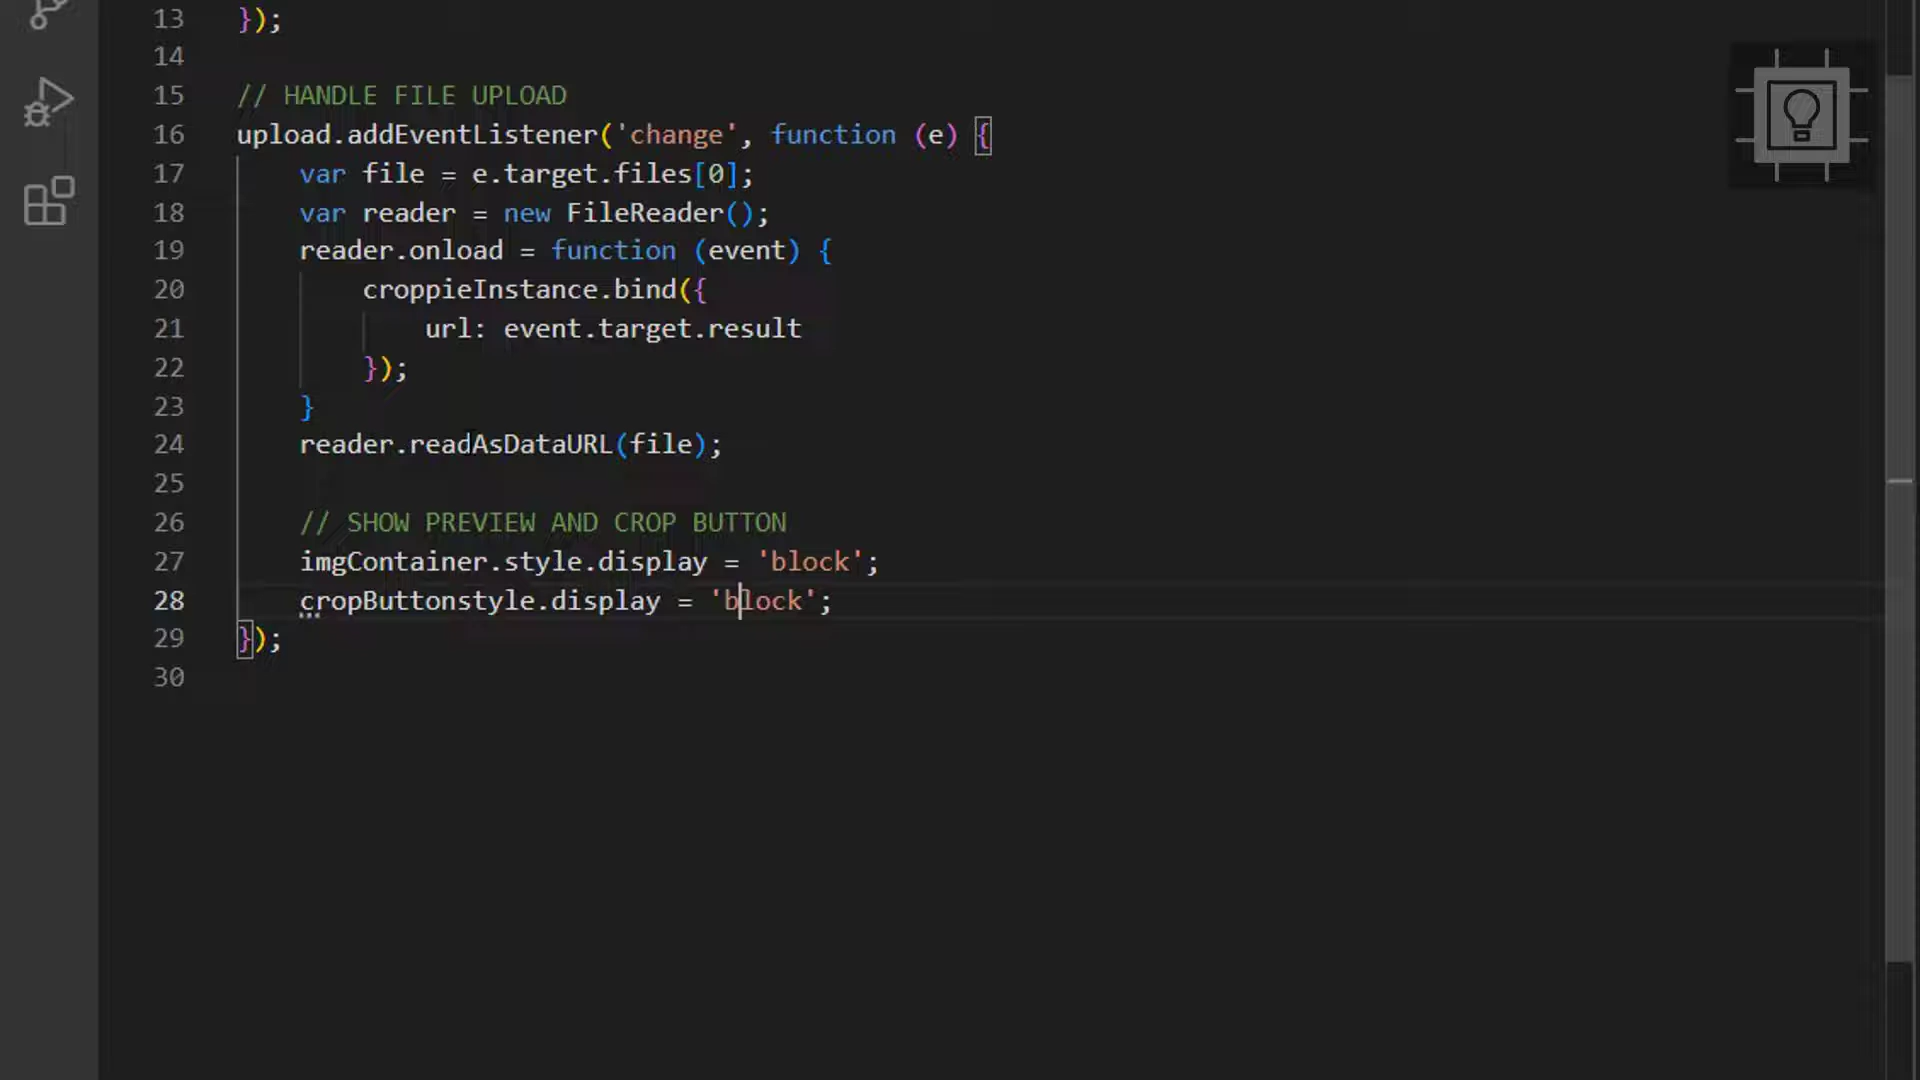 13 });
14
15 // HANDLE FILE UPLOAD
16 upload.addEventListener('change', function (e) {
17 var file = e.target.files[0];
18 var reader = new FileReader();
19 reader.onload = function (event) {
20 croppieInstance.bind({
21 url: event.target.result
22 });
23 }
24 reader.readAsDataURL(file);
25
26 // SHOW PREVIEW AND CROP BUTTON
27 imgContainer.style.display = 'block';
28 cropButtonstyle.display = 'block';
29 });
30